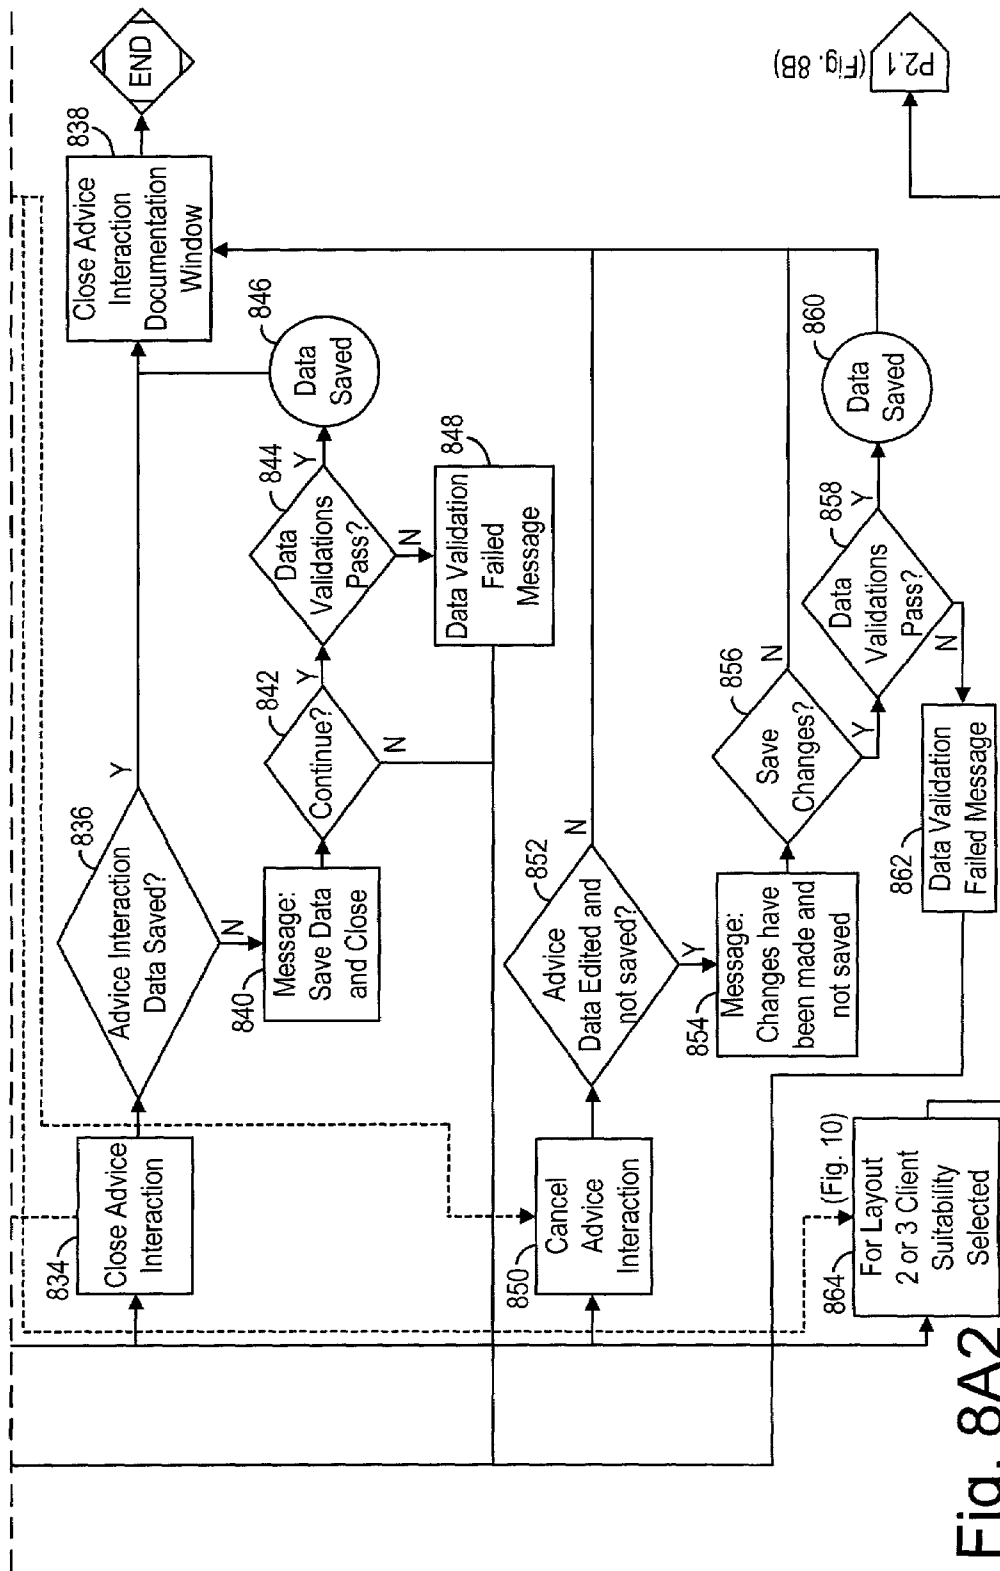 834
Close Advice
Interaction
836
Advice Interaction
Data Saved?
Y
N
838
Close Advice
Interaction
Documentation
Window
END
840
Message:
Save Data
and Close
842
Continue?
Y
N
844
Data
Validations
Pass?
Y
N
846
Data
Saved
848
Data Validation
Failed
Message
850
Cancel
Advice
Interaction
852
Advice
Data Edited and
not saved?
N
Y
854
Message:
Changes have
been made and
not saved
856
Save
Changes?
N
Y
858
Data
Validations
Pass?
Y
N
860
Data
Saved
862
Data Validation
Failed Message
864
(Fig. 10)
For Layout
2 or 3 Client
Suitability
Selected
P2.1
(Fig. 8B)
Fig. 8A2